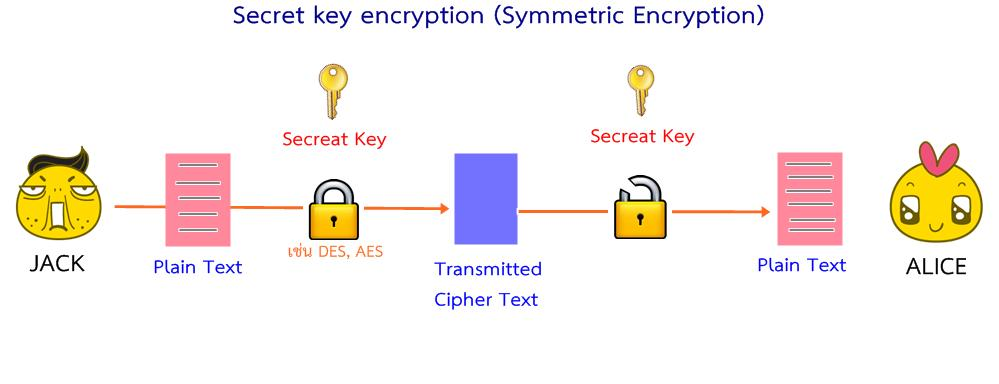 Secret key encryption (Symmetric Encryption)
Secreat Key
Secreat Key
JACK
Plain Text
เช่น DES, AES
Transmitted
Cipher Text
Plain Text
ALICE